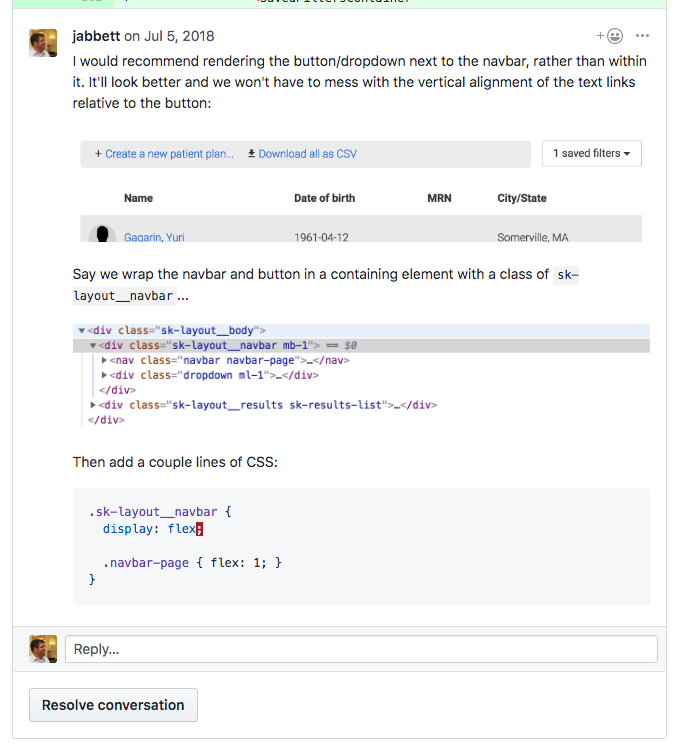 jabbett on Jul 5, 2018
I would recommend rendering the button/dropdown next to the navbar, rather than within
it. It'll look better and we won't have to mess with the vertical alignment of the text links
relative to the button:
+ Create a new patient plan... Download all as CSV 1 saved filters
Name Date of birth MRN City/State
Gagarin, Yuri 1961-04-12 Somerville, MA
Say we wrap the navbar and button in a containing element with a class of sk-
layout__navbar ...
▼<div class="sk-layout__body">
▼<div class="sk-layout__navbar mb-1"> == $0
▶<nav class="navbar navbar-page">…</nav>
▶<div class="dropdown ml-1">…</div>
</div>
▶<div class="sk-layout__results sk-results-list">…</div>
</div>
Then add a couple lines of CSS:
.sk-layout__navbar {
display: flex;
.navbar-page { flex: 1; }
}
Reply...
Resolve conversation